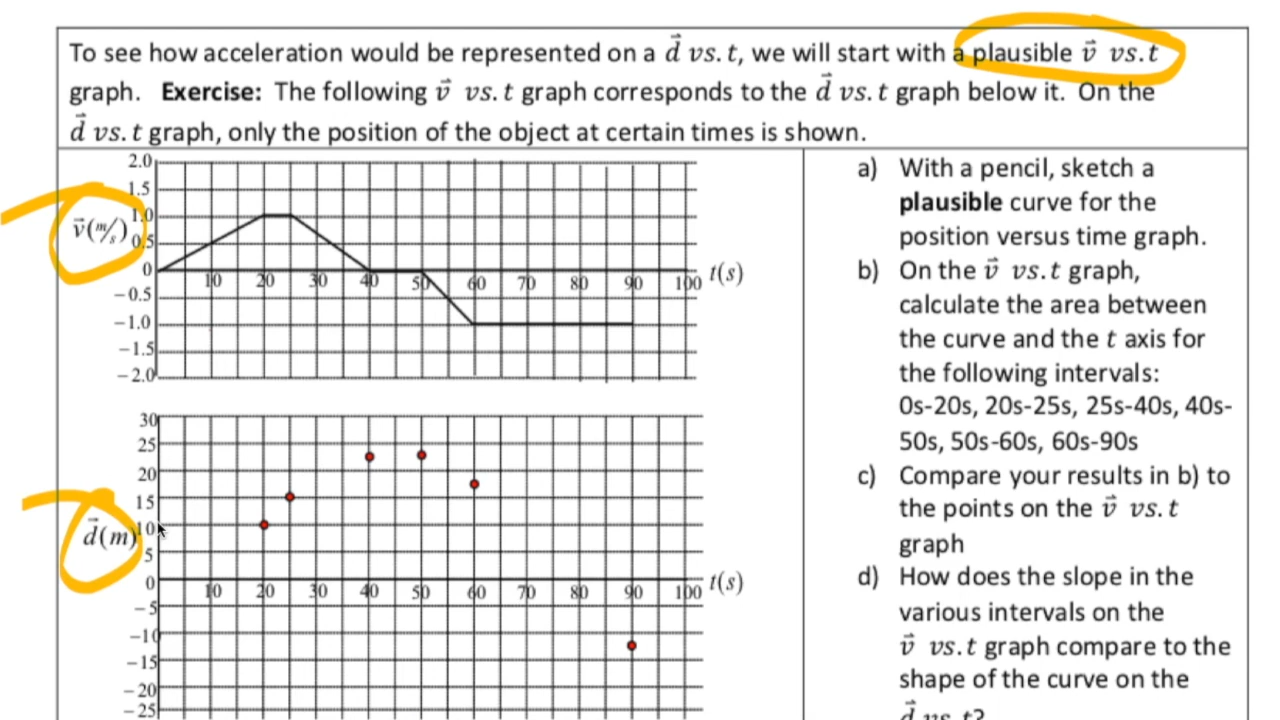 To see how acceleration would be represented on a d⃗ vs. t, we will start with a plausible v⃗ vs. t
graph. Exercise: The following v⃗ vs. t graph corresponds to the d⃗ vs. t graph below it. On the
d⃗ vs. t graph, only the position of the object at certain times is shown.
2.0
1.5
1.0
v⃗(m/s)
0.5
0
10 20 30 40 50 60 70 80 90 100 t(s)
−0.5
−1.0
−1.5
−2.0
30
25
20
15
10
d⃗(m)
5
0
10 20 30 40 50 60 70 80 90 100 t(s)
−5
−10
−15
−20
−25
a) With a pencil, sketch a
plausible curve for the
position versus time graph.
b) On the v⃗ vs. t graph,
calculate the area between
the curve and the t axis for
the following intervals:
0s-20s, 20s-25s, 25s-40s, 40s-
50s, 50s-60s, 60s-90s
c) Compare your results in b) to
the points on the v⃗ vs. t
graph
d) How does the slope in the
various intervals on the
v⃗ vs. t graph compare to the
shape of the curve on the
d⃗ vs. t?